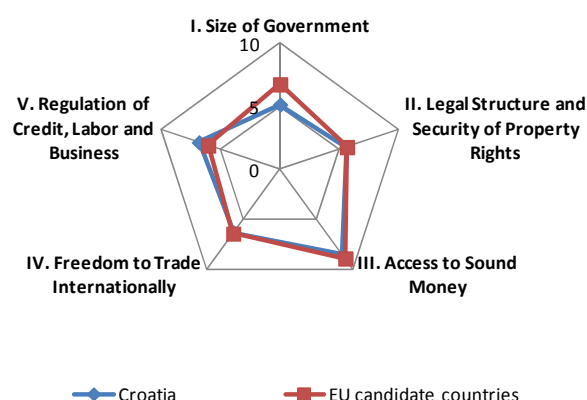 I. Size of Government
10
5
0
II. Legal Structure and
Security of Property
Rights
III. Access to Sound
Money
IV. Freedom to Trade
Internationally
V. Regulation of
Credit, Labor and
Business
Croatia
EU candidate countries